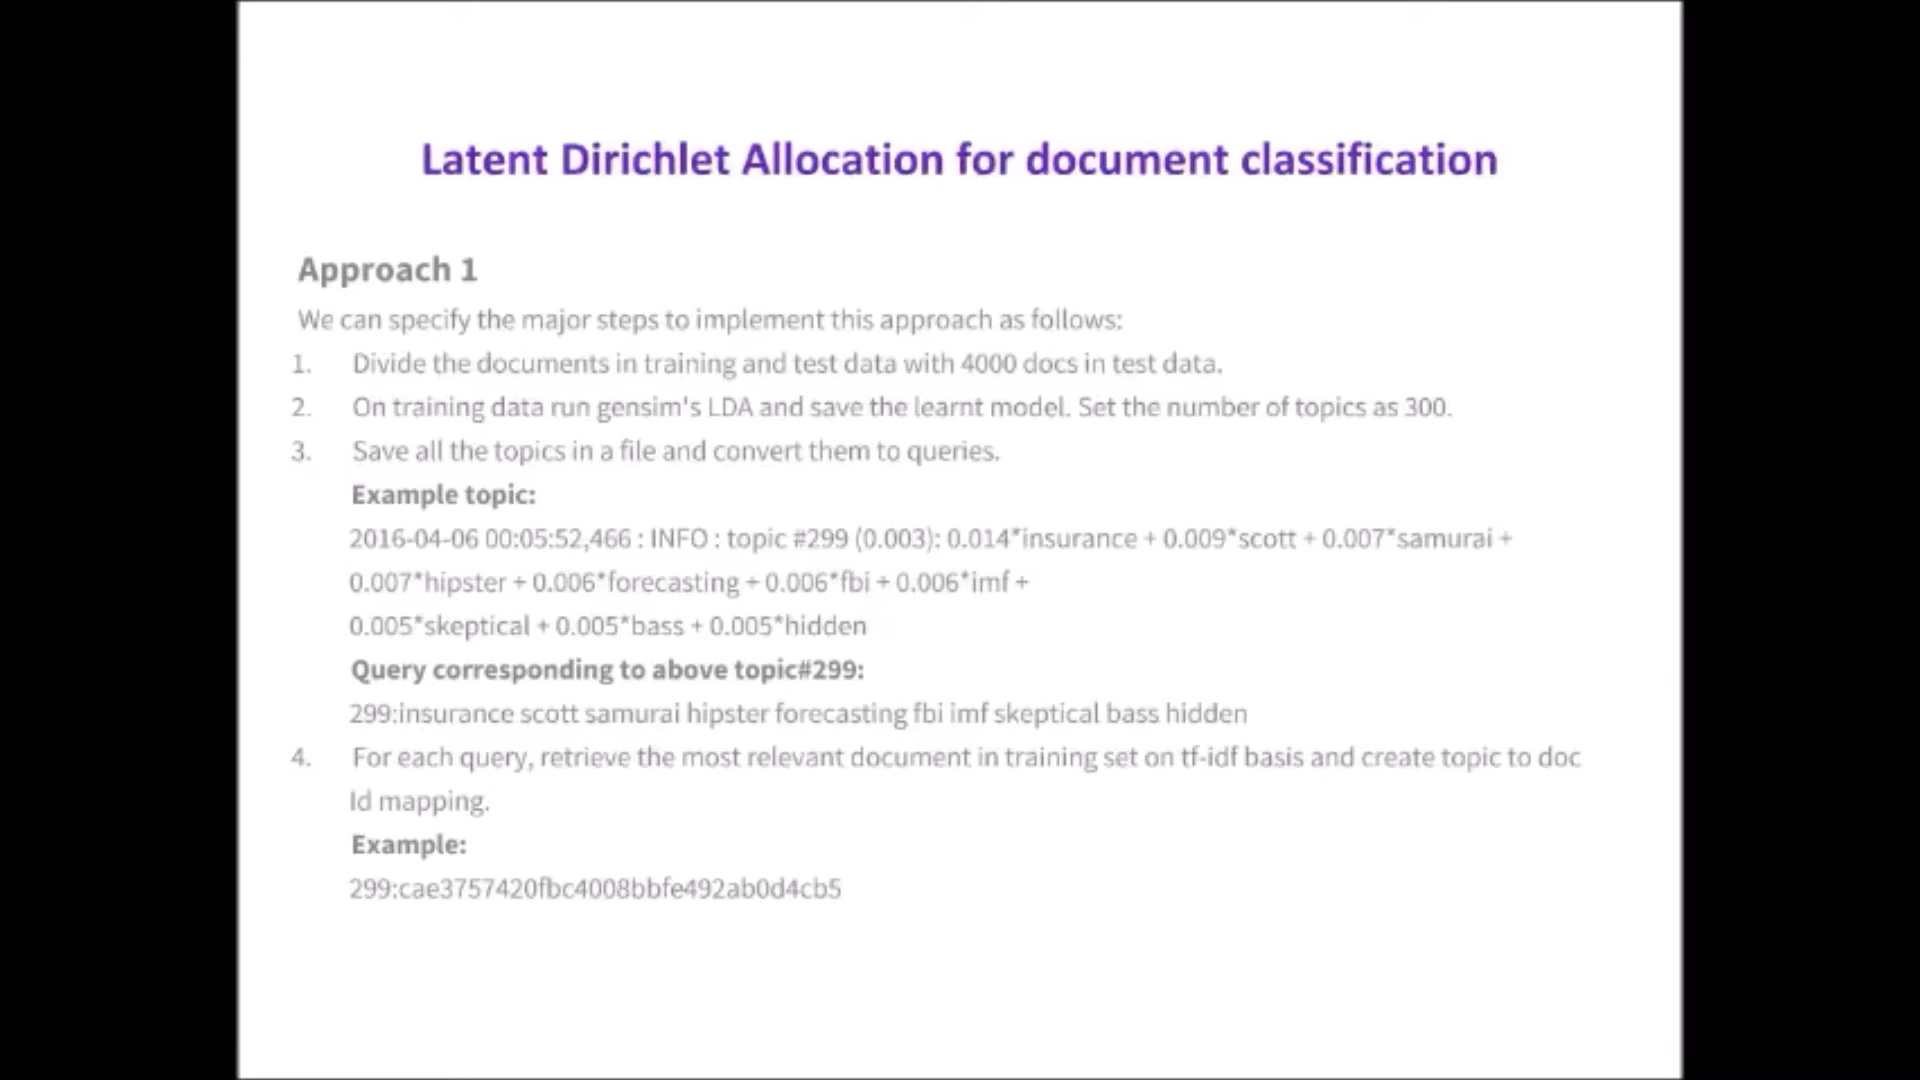 Latent Dirichlet Allocation for document classification
Approach 1
We can specify the major steps to implement this approach as follows:
1. Divide the documents in training and test data with 4000 docs in test data.
2. On training data run gensim's LDA and save the learnt model. Set the number of topics as 300.
3. Save all the topics in a file and convert them to queries.
Example topic:
2016-04-06 00:05:52,466 : INFO : topic #299 (0.003): 0.014*insurance + 0.009*scott + 0.007*samurai +
0.007*hipster + 0.006*forecasting + 0.006*fbi + 0.006*imf +
0.005*skeptical + 0.005*bass + 0.005*hidden
Query corresponding to above topic#299:
299:insurance scott samurai hipster forecasting fbi imf skeptical bass hidden
4. For each query, retrieve the most relevant document in training set on tf-idf basis and create topic to doc
Id mapping.
Example:
299:cae3757420fbc4008bbfe492ab0d4cb5